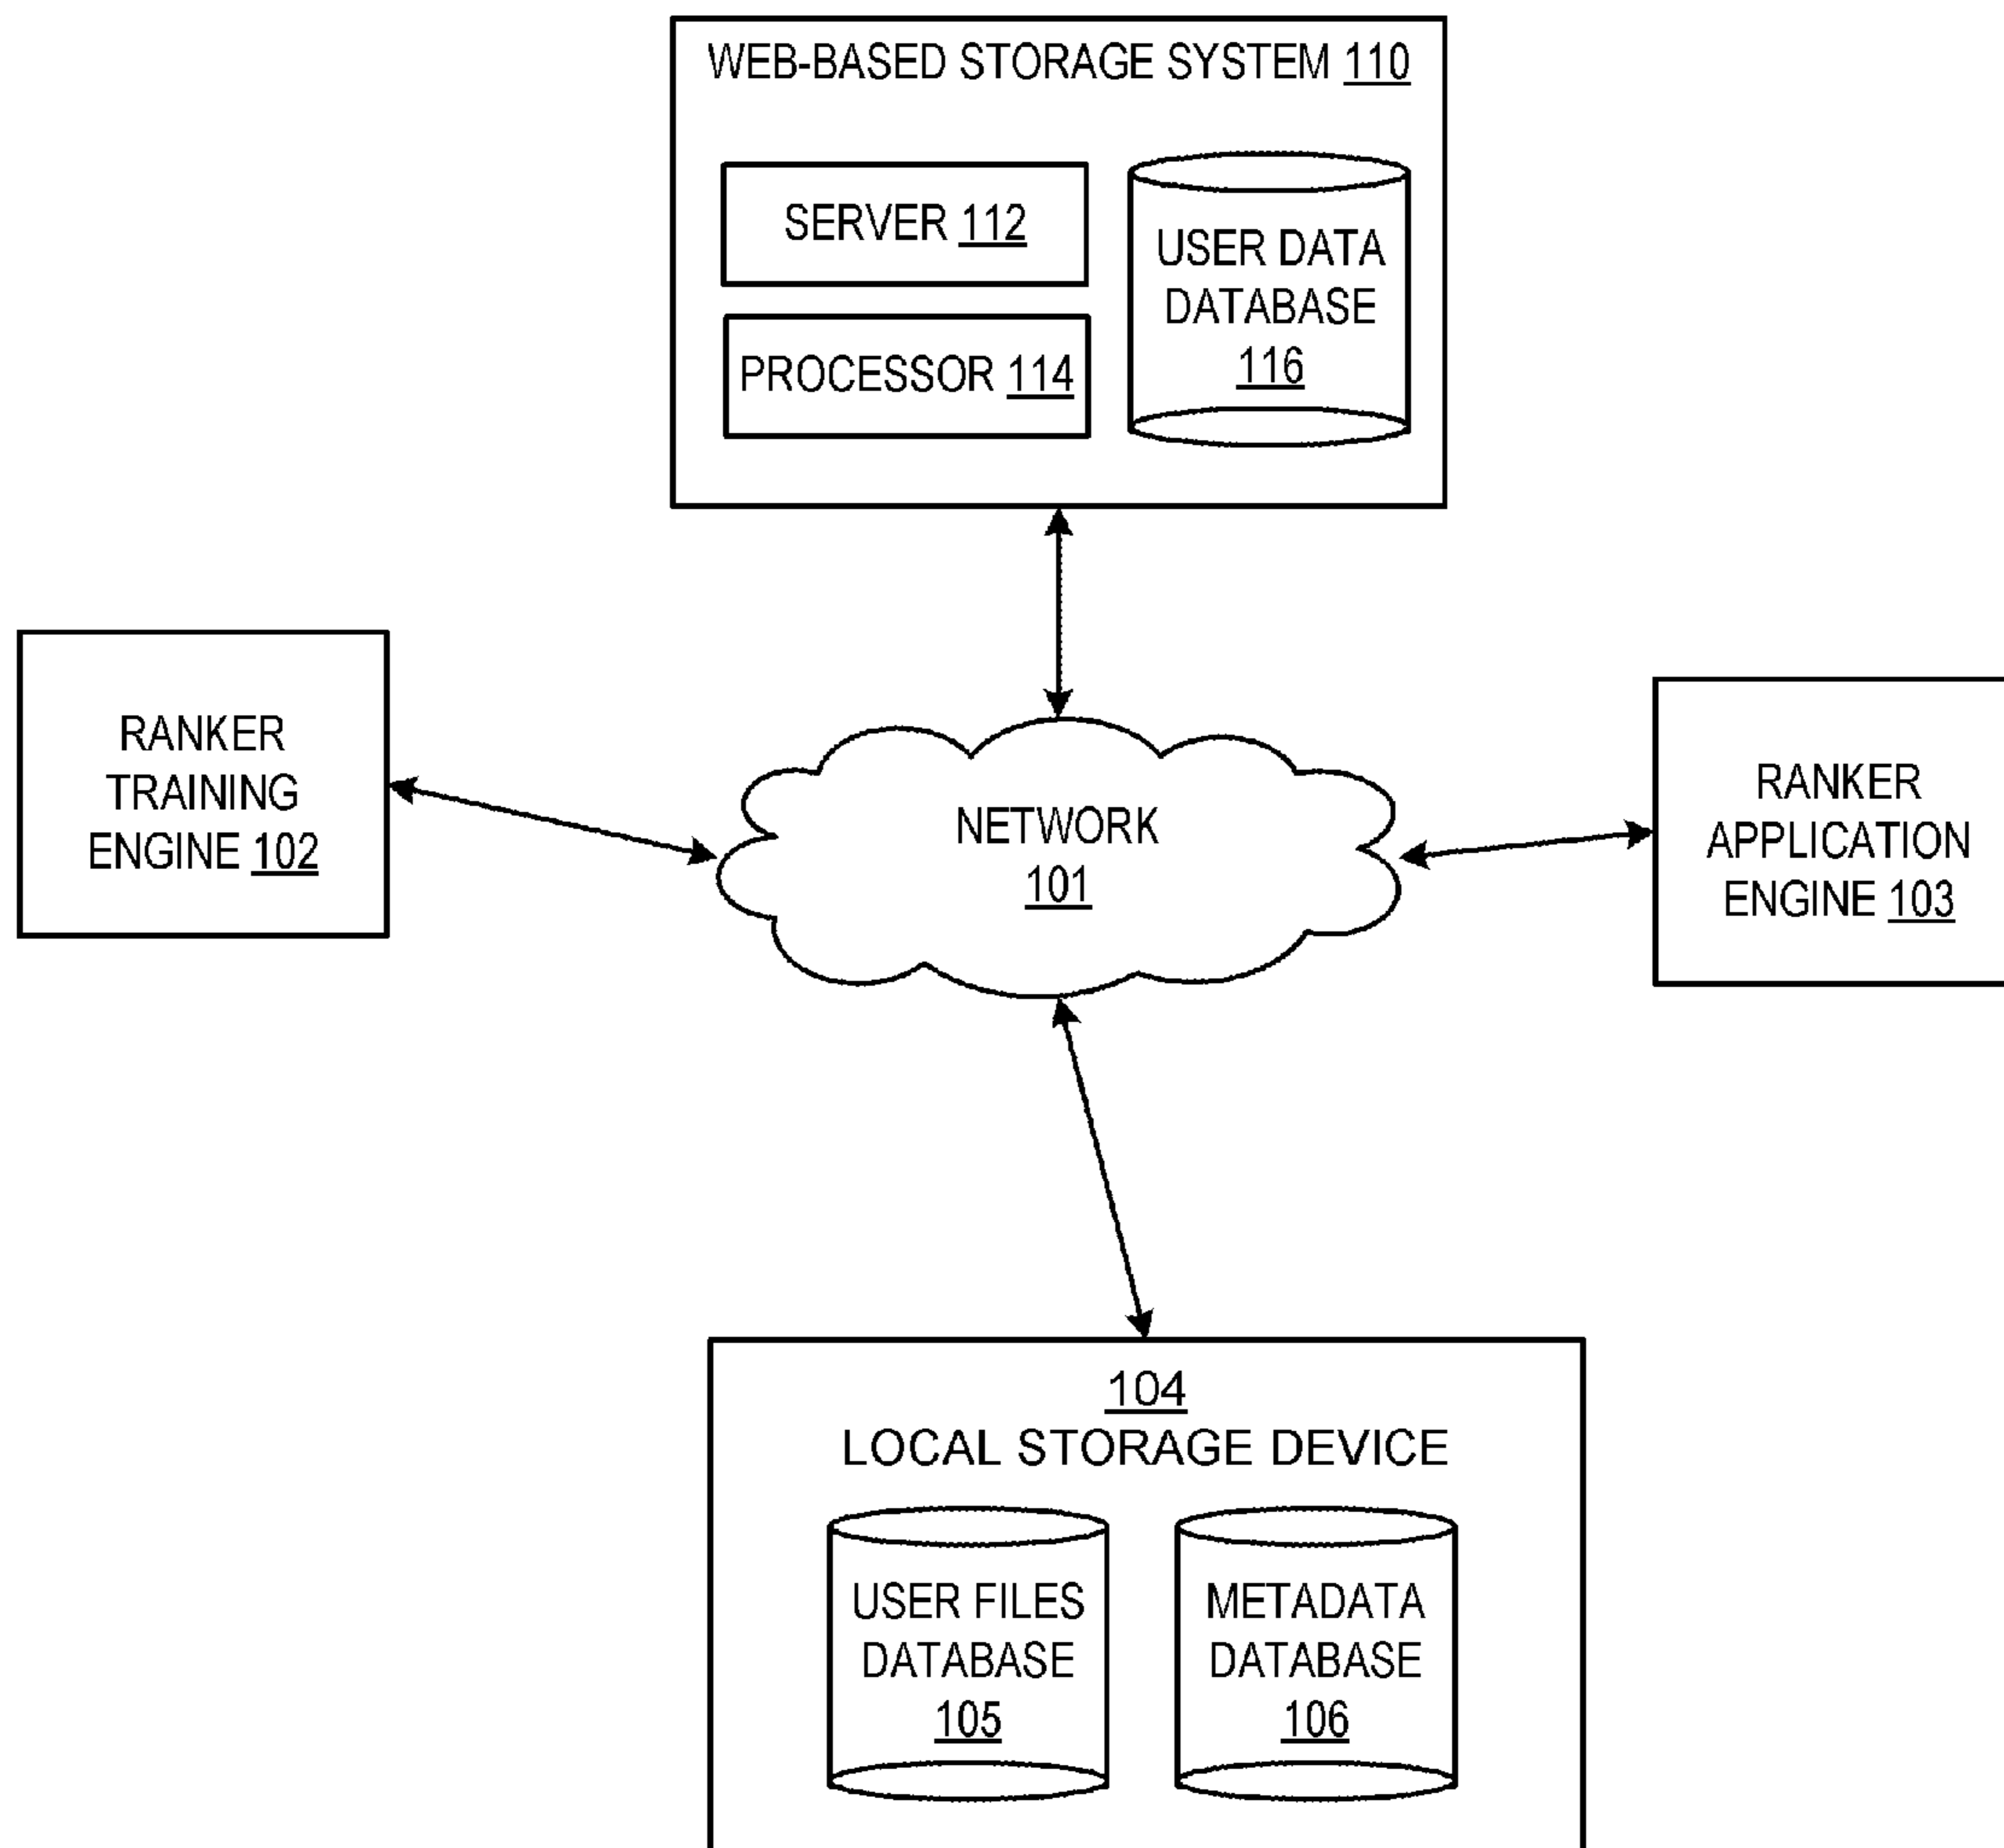 WEB-BASED STORAGE SYSTEM 110
SERVER 112
PROCESSOR 114
USER DATA
DATABASE
116
RANKER
TRAINING
ENGINE 102
NETWORK
101
RANKER
APPLICATION
ENGINE 103
104
LOCAL STORAGE DEVICE
USER FILES
DATABASE
105
METADATA
DATABASE
106